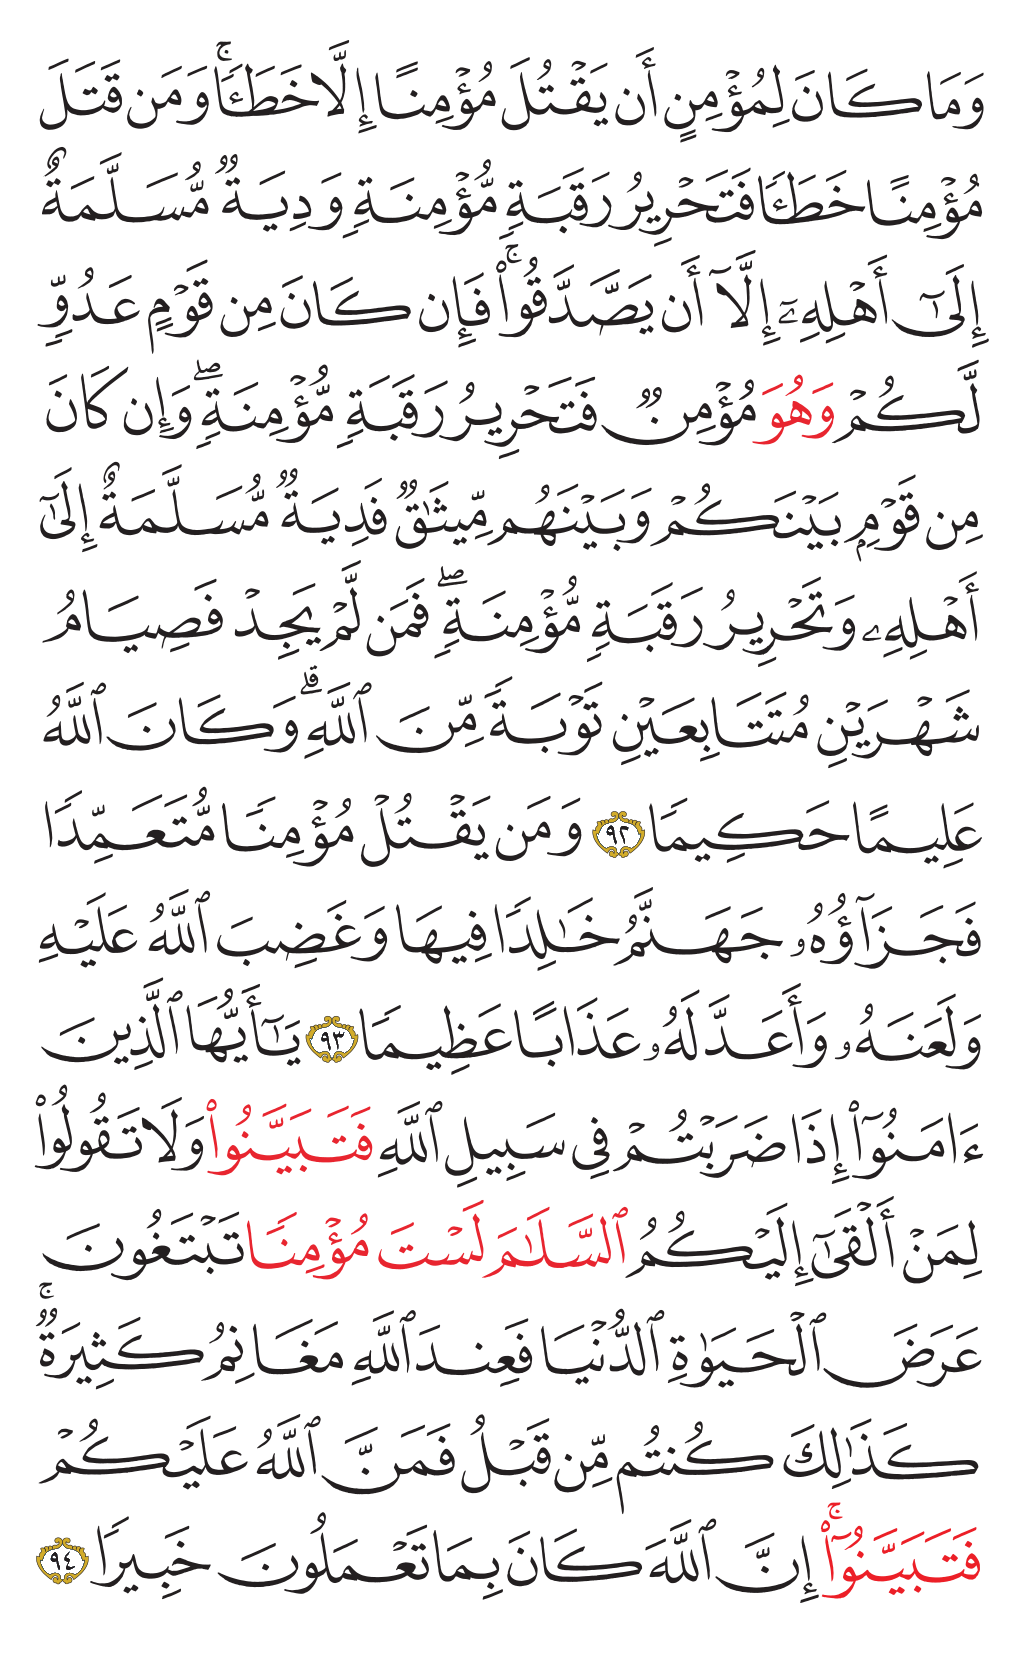 وَمَا كَانَ لِمُؤْمِنٍ أَن يَقْتُلَ مُؤْمِنًا إِلَّا خَطَـًٔاۚ وَمَن قَتَلَ
مُؤْمِنًا خَطَـًٔا فَتَحْرِيرُ رَقَبَةٍ مُّؤْمِنَةٍ وَدِيَةٌ مُّسَلَّمَةٌ
إِلَىٰٓ أَهْلِهِۦٓ إِلَّآ أَن يَصَّدَّقُوا۟ۚ فَإِن كَانَ مِن قَوْمٍ عَدُوٍّ
لَّكُمْ وَهُوَ مُؤْمِنٌ فَتَحْرِيرُ رَقَبَةٍ مُّؤْمِنَةٍۖ وَإِن كَانَ
مِن قَوْمٍۭ بَيْنَكُمْ وَبَيْنَهُم مِّيثَٰقٌ فَدِيَةٌ مُّسَلَّمَةٌ إِلَىٰٓ
أَهْلِهِۦ وَتَحْرِيرُ رَقَبَةٍ مُّؤْمِنَةٍۖ فَمَن لَّمْ يَجِدْ فَصِيَامُ
شَهْرَيْنِ مُتَتَابِعَيْنِ تَوْبَةً مِّنَ ٱللَّهِۗ وَكَانَ ٱللَّهُ
عَلِيمًا حَكِيمًا ٩٢ وَمَن يَقْتُلْ مُؤْمِنًا مُّتَعَمِّدًا
فَجَزَآؤُهُۥ جَهَنَّمُ خَٰلِدًا فِيهَا وَغَضِبَ ٱللَّهُ عَلَيْهِ
وَلَعَنَهُۥ وَأَعَدَّ لَهُۥ عَذَابًا عَظِيمًا ٩٣ يَٰٓأَيُّهَا ٱلَّذِينَ
ءَامَنُوٓا۟ إِذَا ضَرَبْتُمْ فِى سَبِيلِ ٱللَّهِ فَتَبَيَّنُوا۟ وَلَا تَقُولُوا۟
لِمَنْ أَلْقَىٰٓ إِلَيْكُمُ ٱلسَّلَٰمَ لَسْتَ مُؤْمِنًا تَبْتَغُونَ
عَرَضَ ٱلْحَيَوٰةِ ٱلدُّنْيَا فَعِندَ ٱللَّهِ مَغَانِمُ كَثِيرَةٌۚ
كَذَٰلِكَ كُنتُم مِّن قَبْلُ فَمَنَّ ٱللَّهُ عَلَيْكُمْ
فَتَبَيَّنُوٓا۟ۚ إِنَّ ٱللَّهَ كَانَ بِمَا تَعْمَلُونَ خَبِيرًا ٩٤